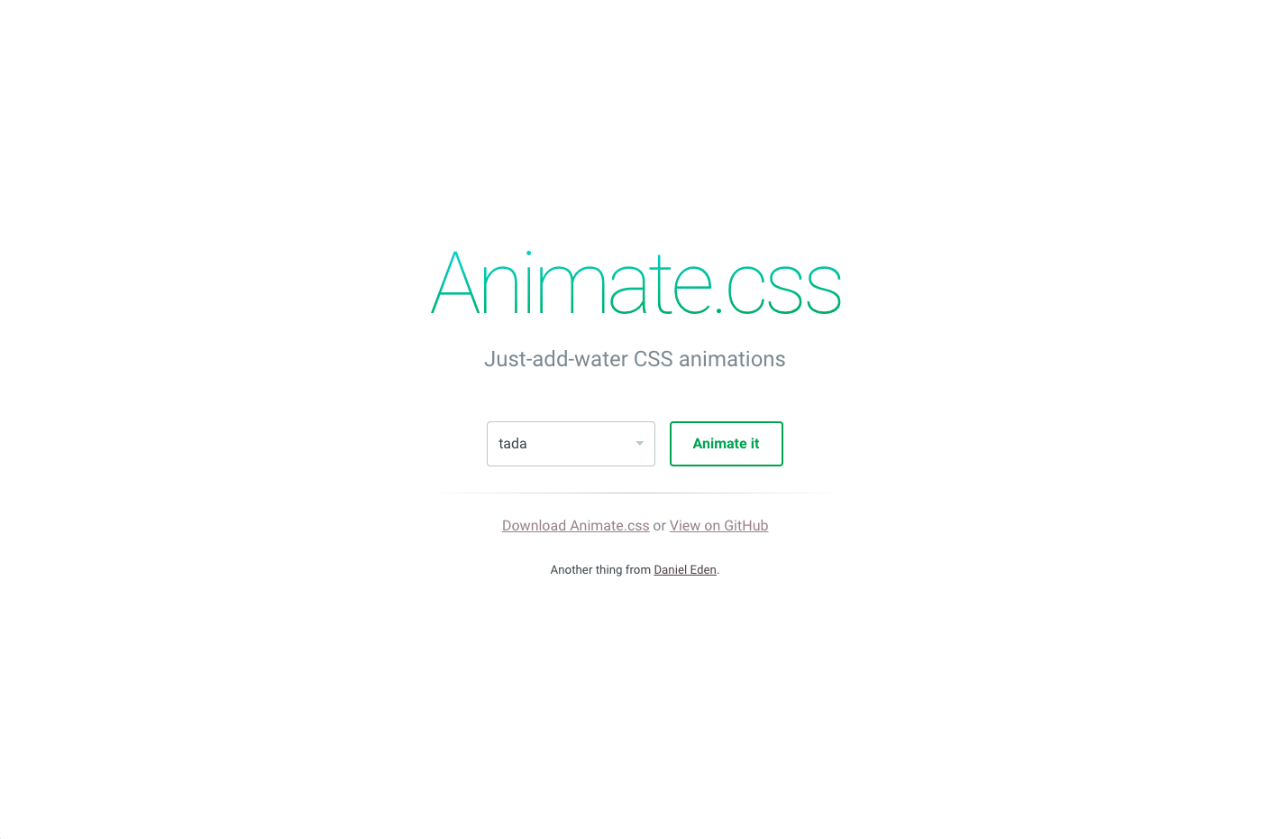 Animate.css
Just-add-water CSS animations
tada
Animate it
Download Animate.css or View on GitHub
Another thing from Daniel Eden.